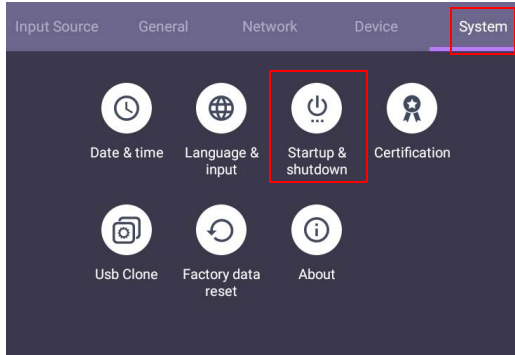 Input Source General Network Device System
Date & time Language & input Startup & shutdown Certification
Usb Clone Factory data reset About